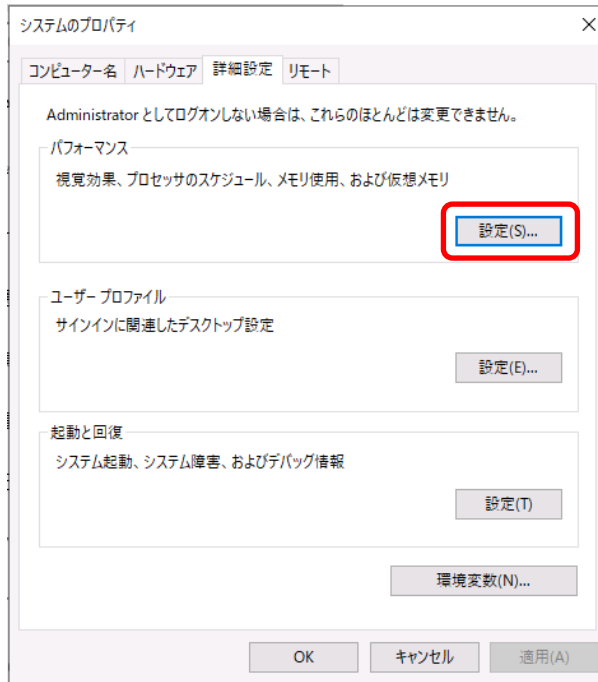 システムのプロパティ
コンピューター名 ハードウェア 詳細設定 リモート
Administrator としてログオンしない場合は、これらのほとんどは変更できません。
パフォーマンス
視覚効果、プロセッサのスケジュール、メモリ使用、および仮想メモリ
設定(S)...
ユーザー プロファイル
サインインに関連したデスクトップ設定
設定(E)...
起動と回復
システム起動、システム障害、およびデバッグ情報
設定(T)
環境変数(N)...
OK キャンセル 適用(A)